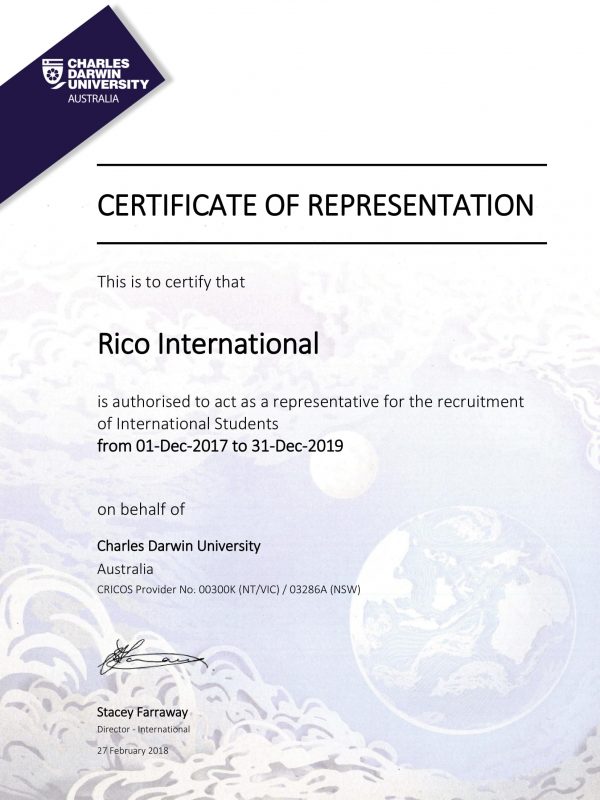 CHARLES
DARWIN
UNIVERSITY
AUSTRALIA
CERTIFICATE OF REPRESENTATION
This is to certify that
Rico International
is authorised to act as a representative for the recruitment
of International Students
from 01-Dec-2017 to 31-Dec-2019
on behalf of
Charles Darwin University
Australia
CRICOS Provider No. 00300K (NT/VIC) / 03286A (NSW)
Stacey Farraway
Director - International
27 February 2018